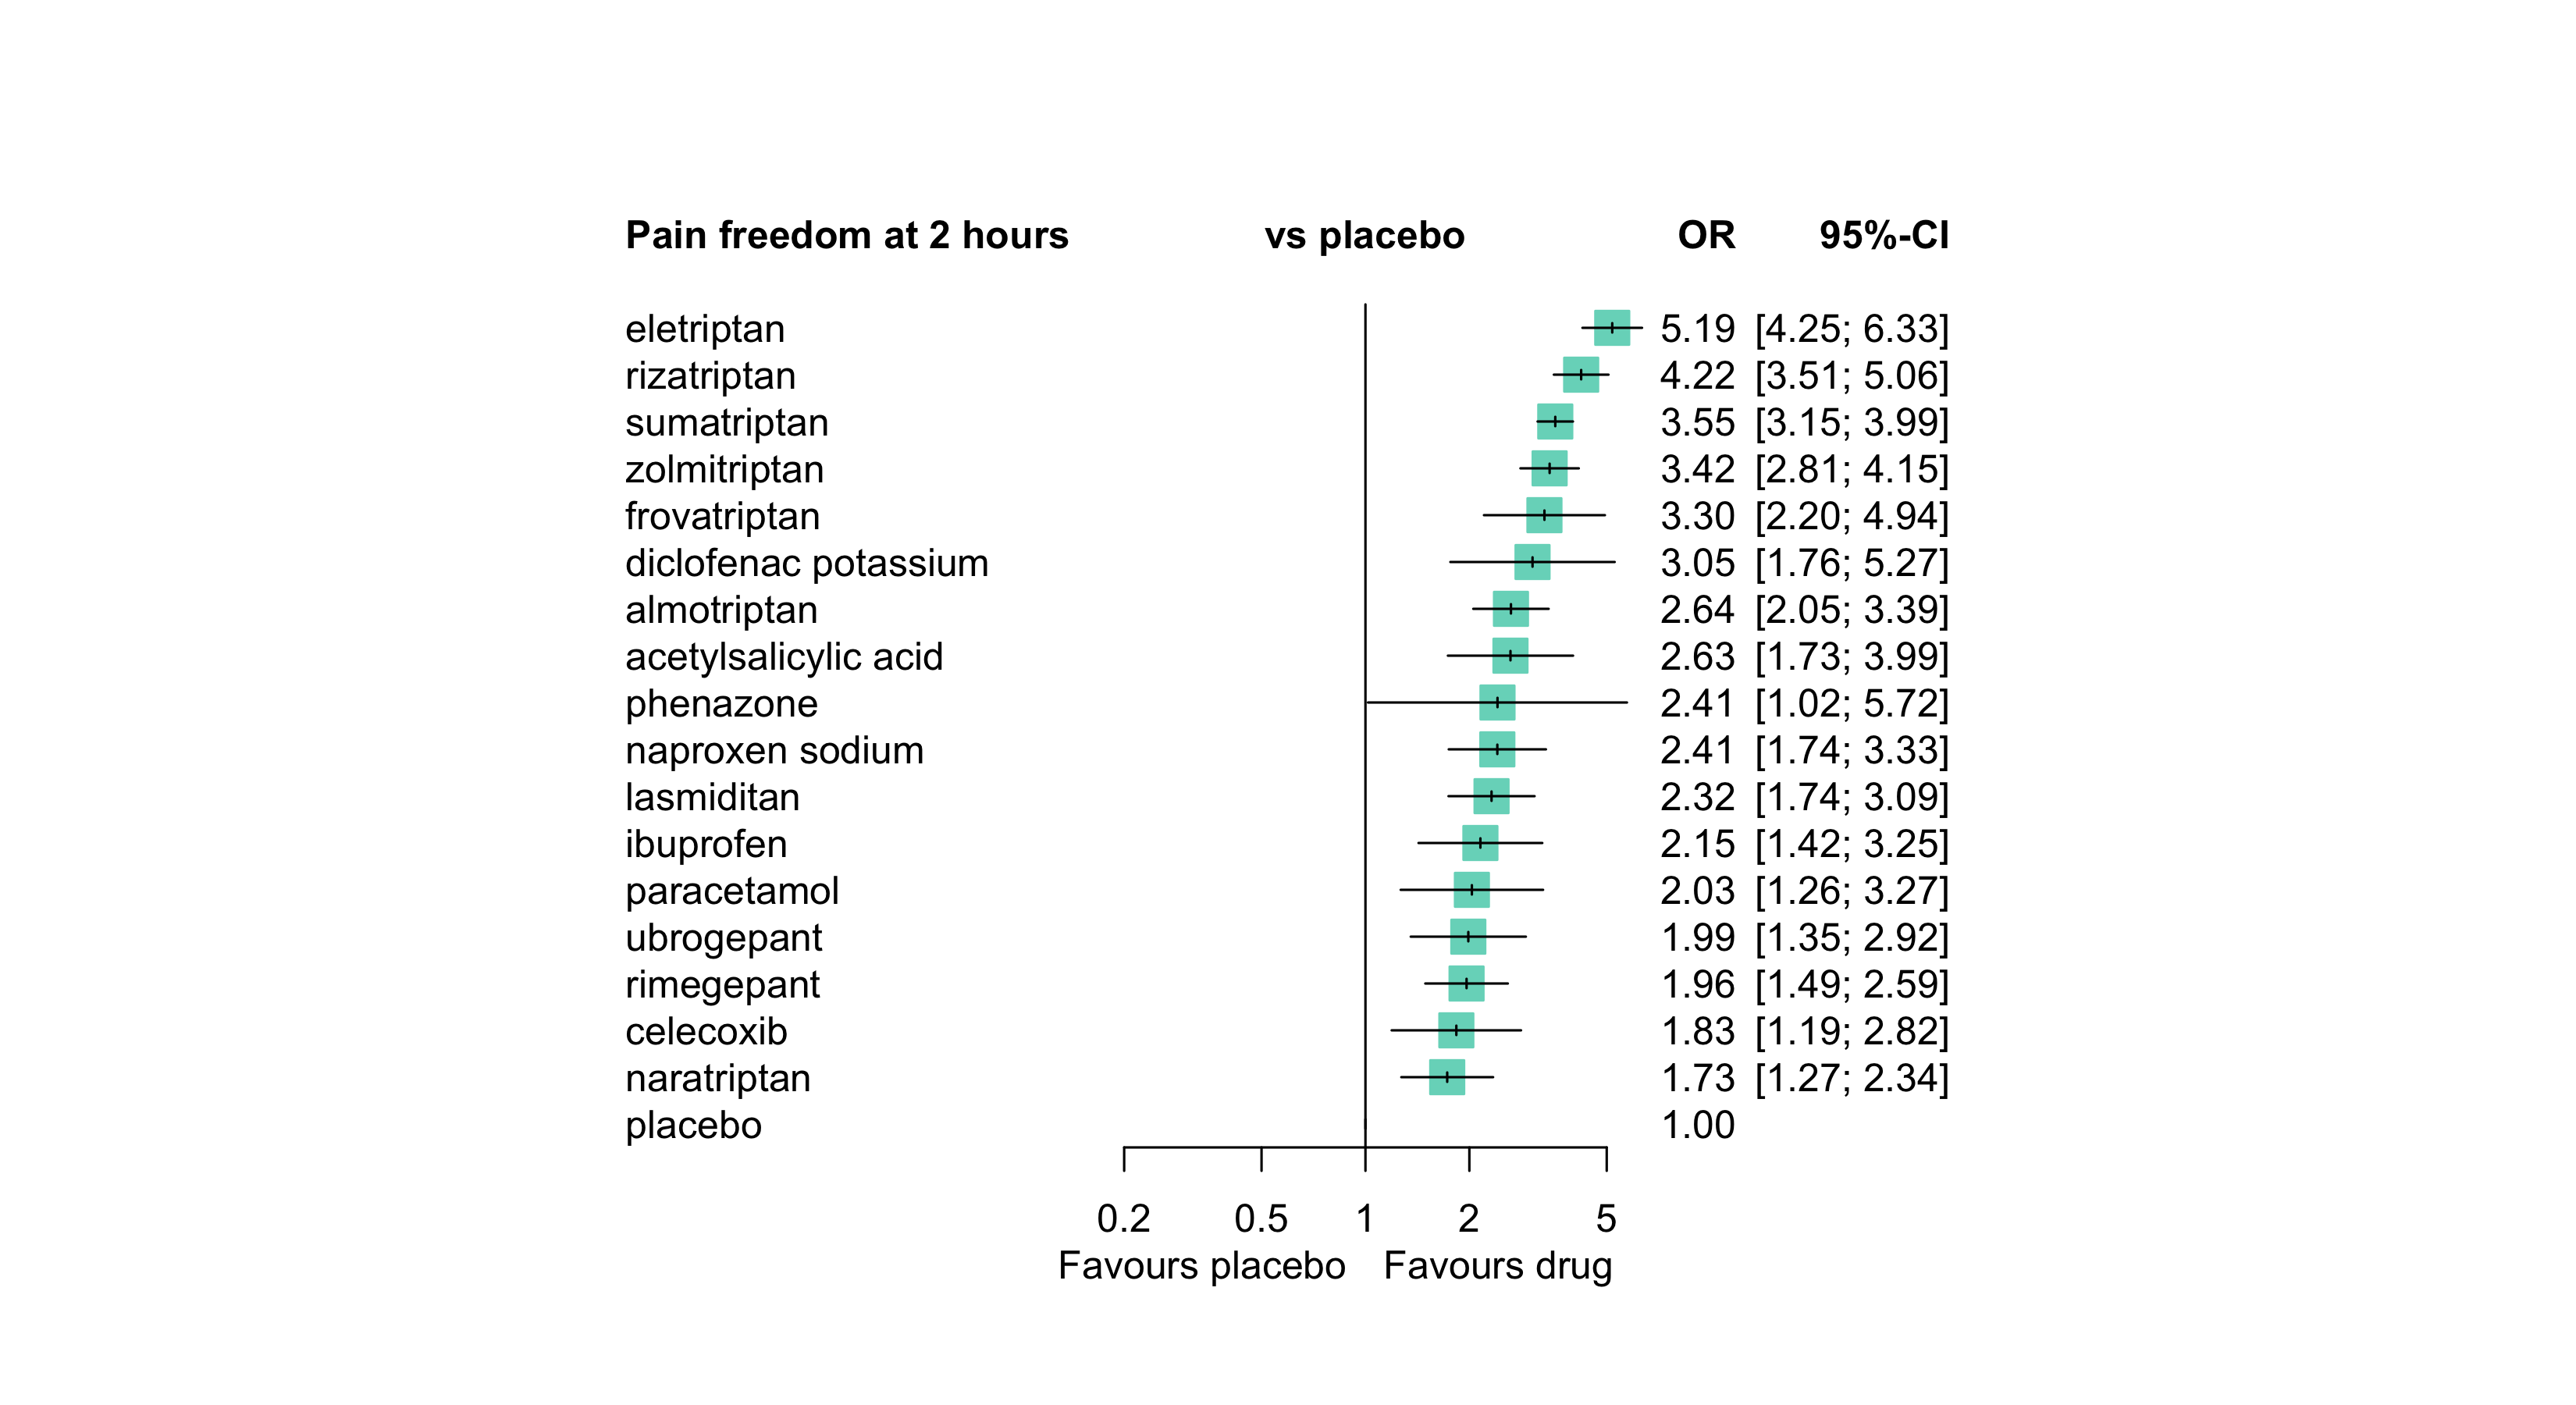 Pain freedom at 2 hours vs placebo OR 95%-CI
eletriptan 5.19 [4.25; 6.33]
rizatriptan 4.22 [3.51; 5.06]
sumatriptan 3.55 [3.15; 3.99]
zolmitriptan 3.42 [2.81; 4.15]
frovatriptan 3.30 [2.20; 4.94]
diclofenac potassium 3.05 [1.76; 5.27]
almotriptan 2.64 [2.05; 3.39]
acetylsalicylic acid 2.63 [1.73; 3.99]
phenazone 2.41 [1.02; 5.72]
naproxen sodium 2.41 [1.74; 3.33]
lasmiditan 2.32 [1.74; 3.09]
ibuprofen 2.15 [1.42; 3.25]
paracetamol 2.03 [1.26; 3.27]
ubrogepant 1.99 [1.35; 2.92]
rimegepant 1.96 [1.49; 2.59]
celecoxib 1.83 [1.19; 2.82]
naratriptan 1.73 [1.27; 2.34]
placebo 1.00
0.2 0.5 1 2 5
Favours placebo Favours drug